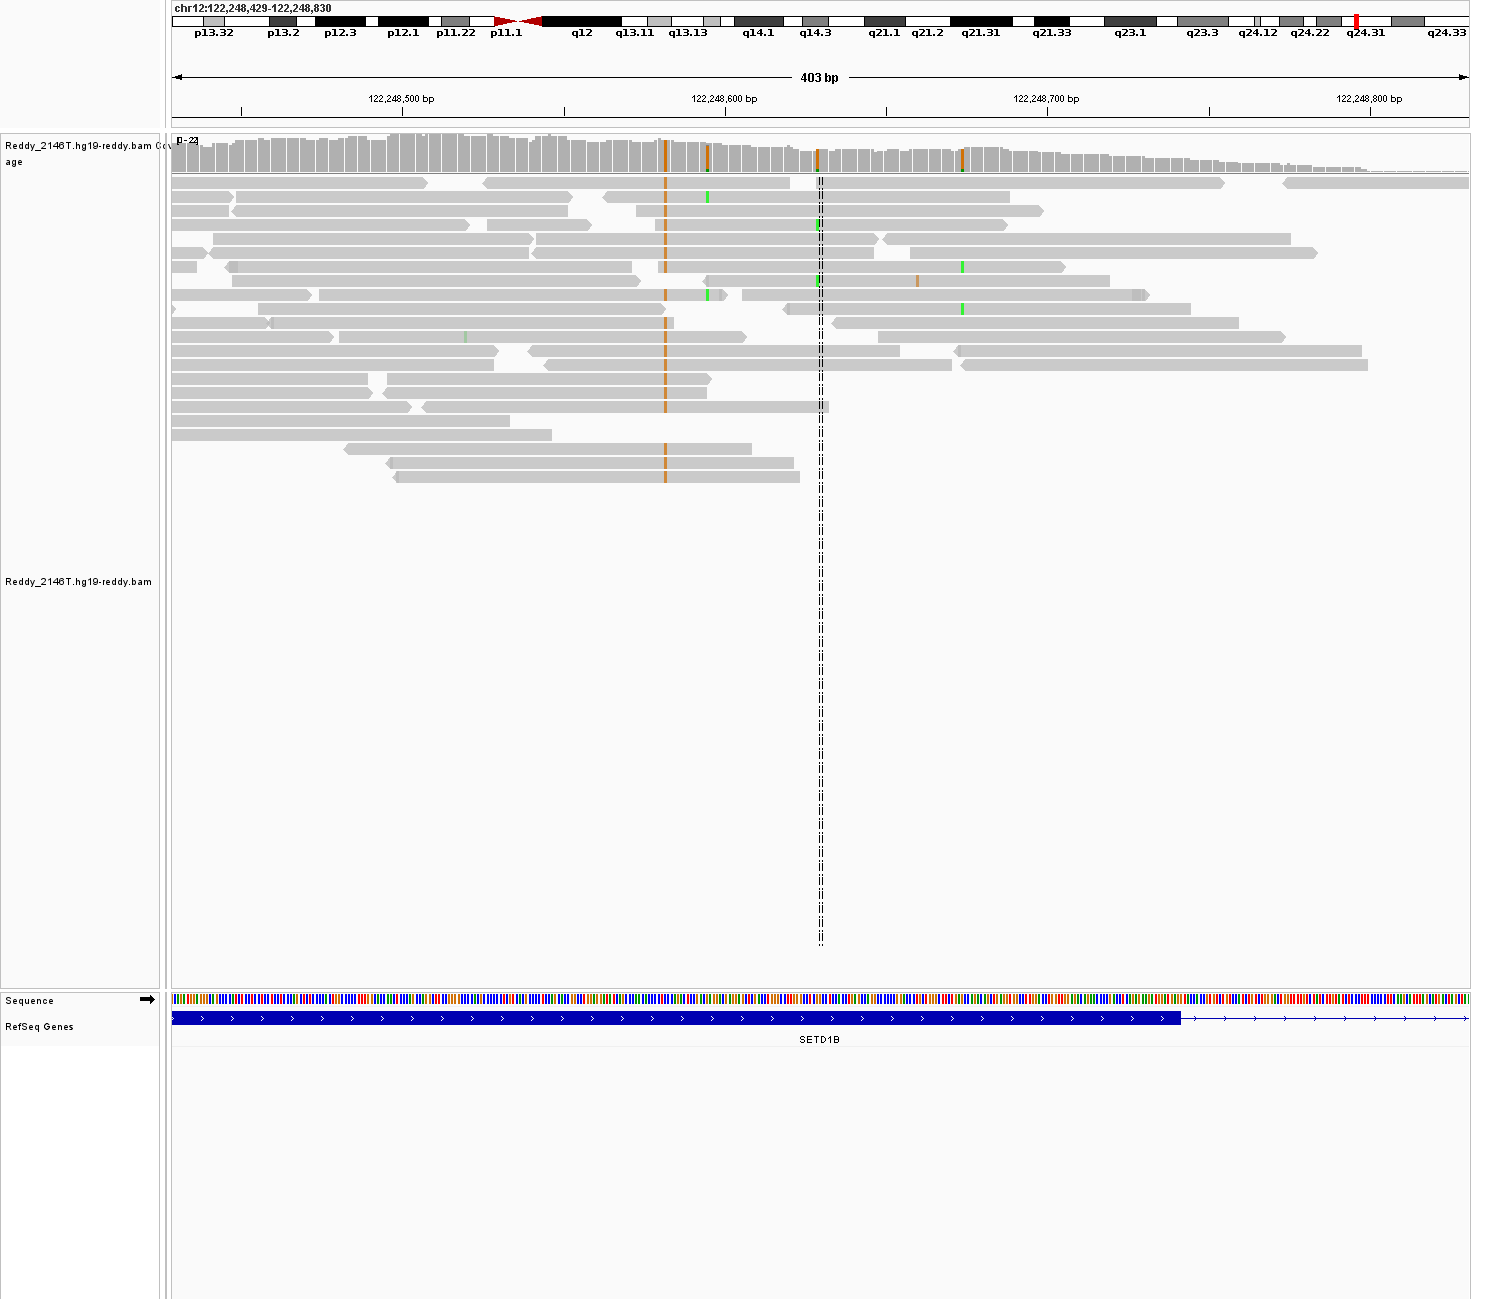 chr12:122,248,429-122,248,830
p13.32 p13.2 p12.3 p12.1 p11.22 p11.1 q12 q13.11 q13.13 q14.1 q14.3 q21.1 q21.2 q21.31 q21.33 q23.1 q23.3 q24.12 q24.22 q24.31 q24.33
403 bp
122,248,500 bp 122,248,600 bp 122,248,700 bp 122,248,800 bp
Reddy_2146T.hg19-reddy.bam Cov
age
[0 - 22]
Reddy_2146T.hg19-reddy.bam
Sequence
RefSeq Genes
SETD1B